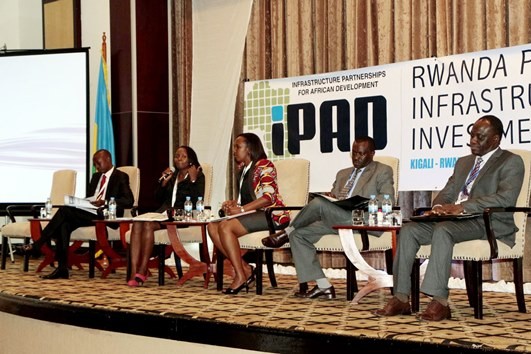 INFRASTRUCTURE PARTNERSHIPS
FOR AFRICAN DEVELOPMENT
iPAD
RWANDA
INFRASTRU
INVESTME
KIGALI - RWA